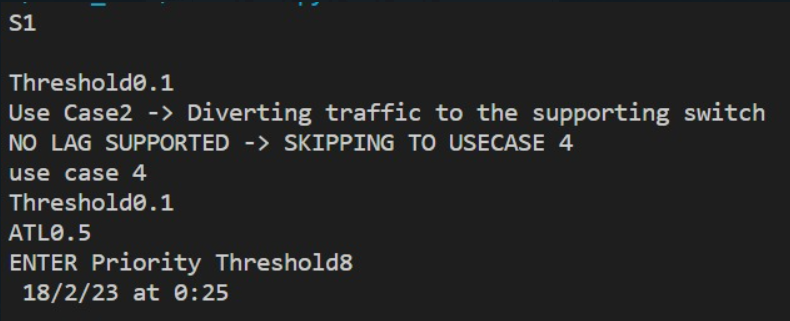 S1
Threshold0.1
Use Case2 -> Diverting traffic to the supporting switch
NO LAG SUPPORTED -> SKIPPING TO USECASE 4
use case 4
Threshold0.1
ATL0.5
ENTER Priority Threshold8
18/2/23 at 0:25